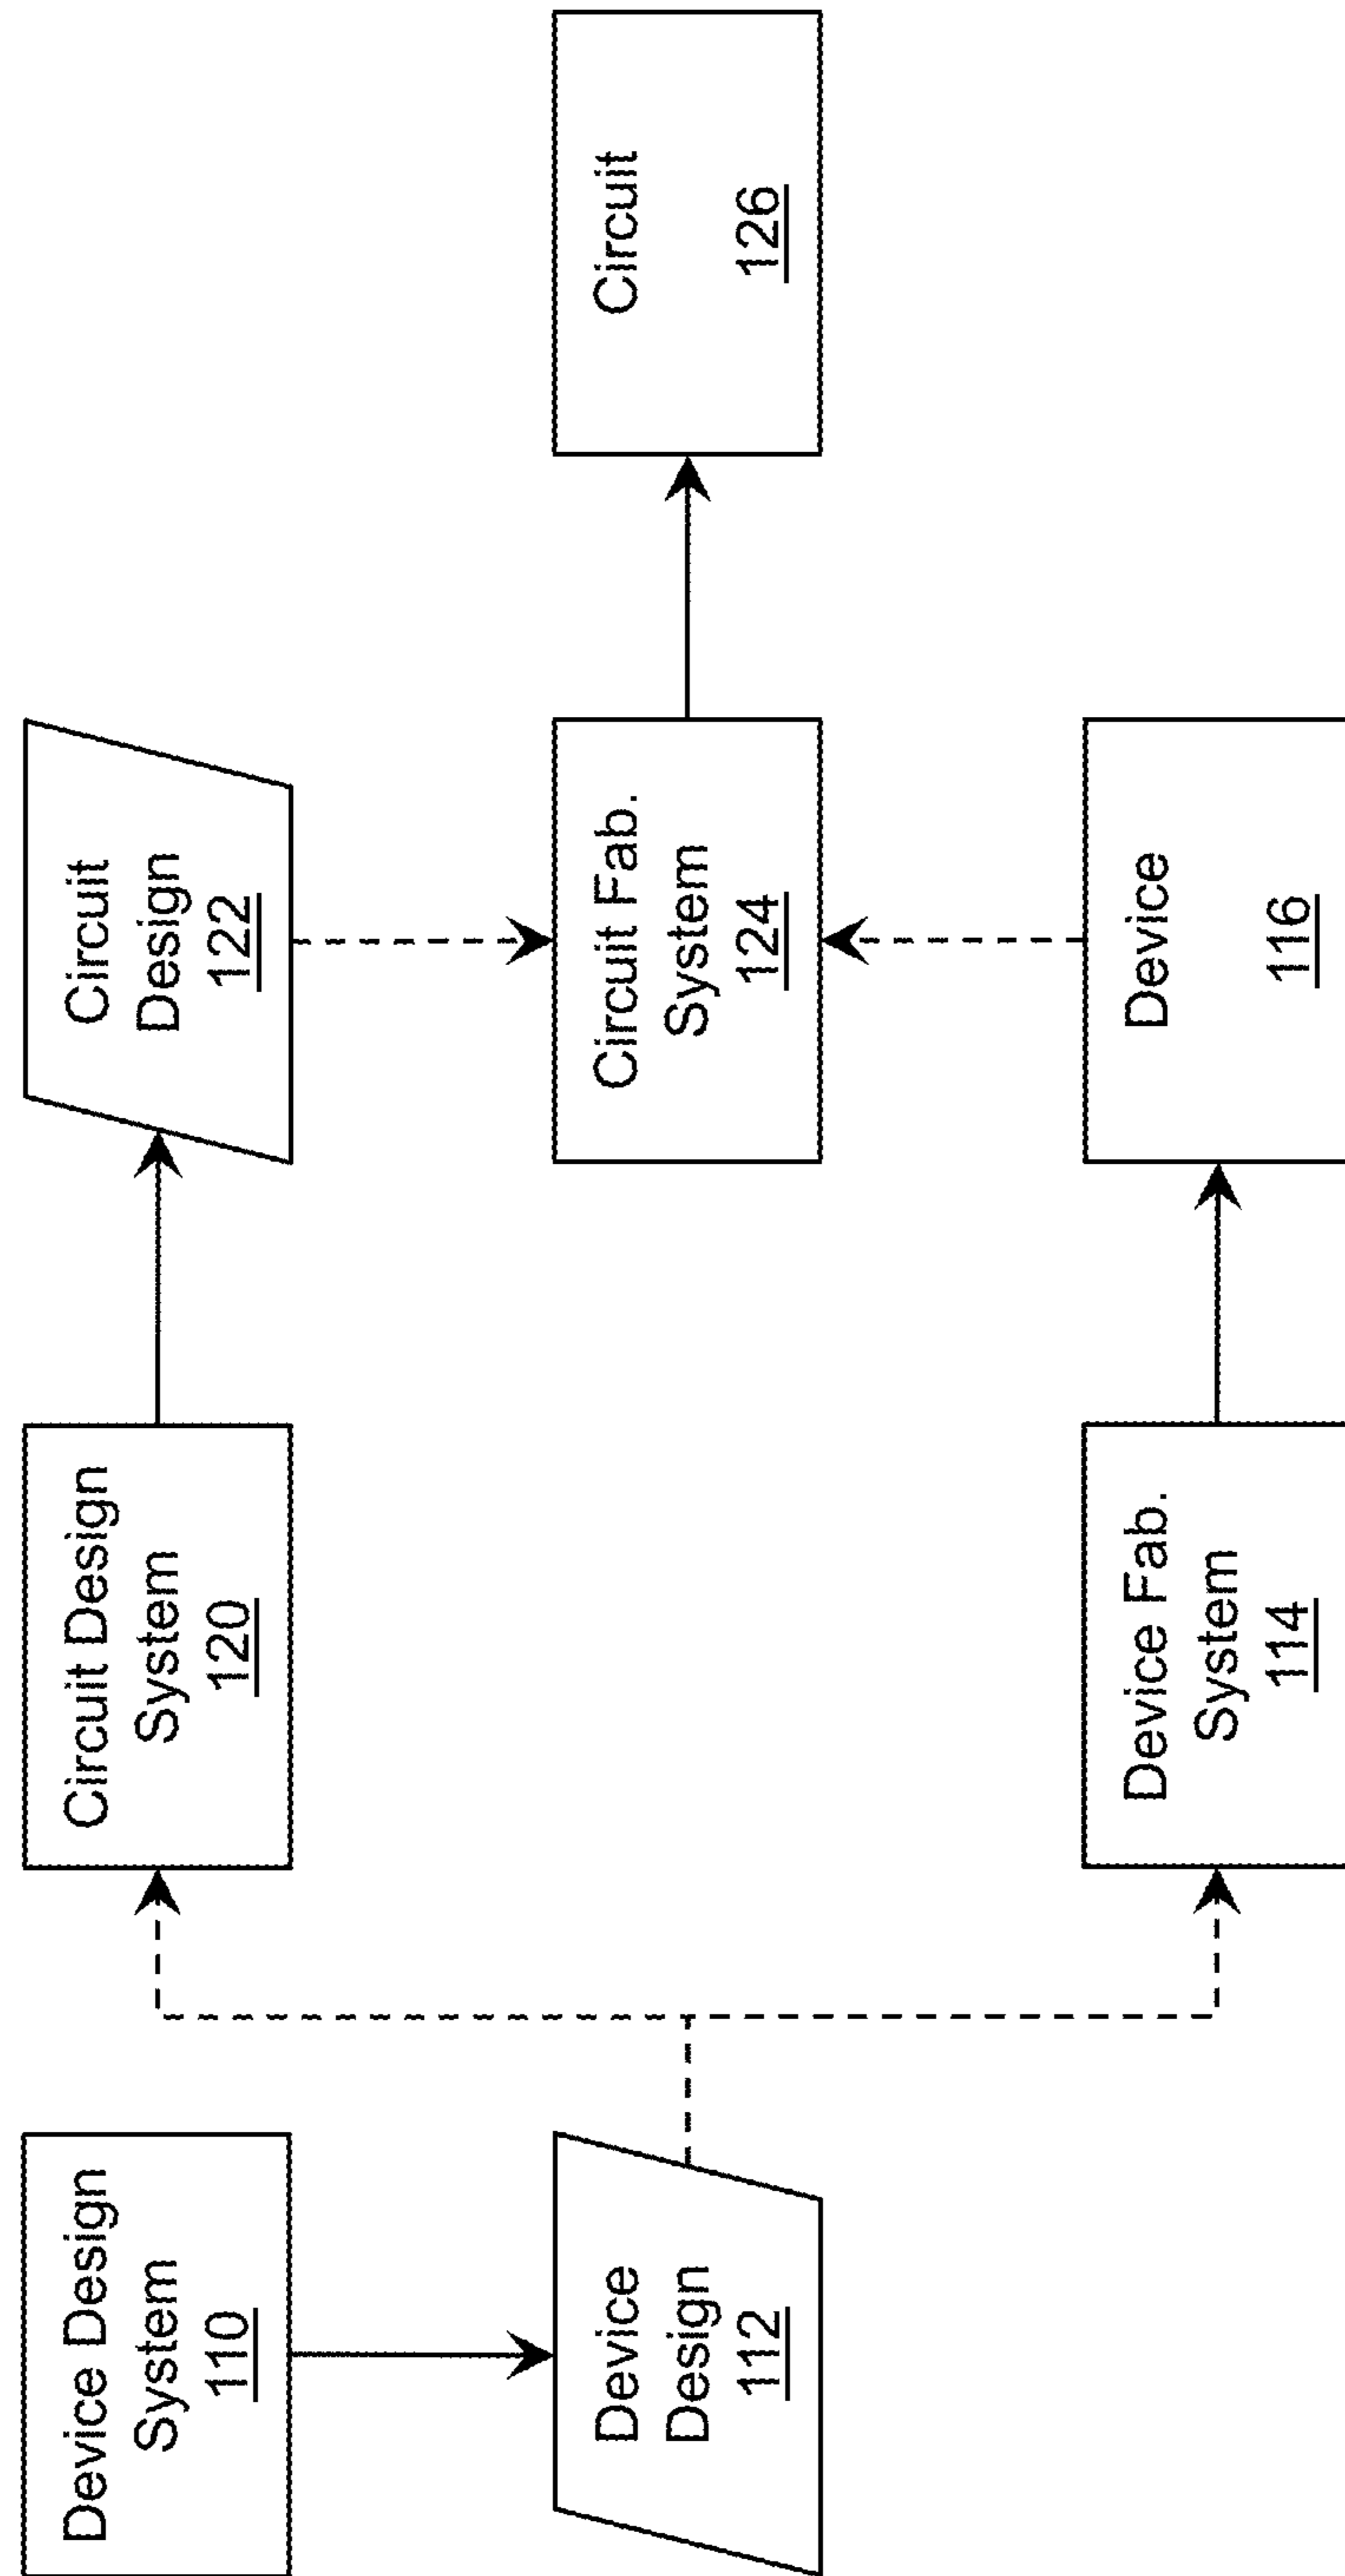 Device Design
System
110
Device
Design
112
Circuit Design
System
120
Device Fab.
System
114
Circuit
Design
122
Circuit Fab.
System
124
Device
116
Circuit
126